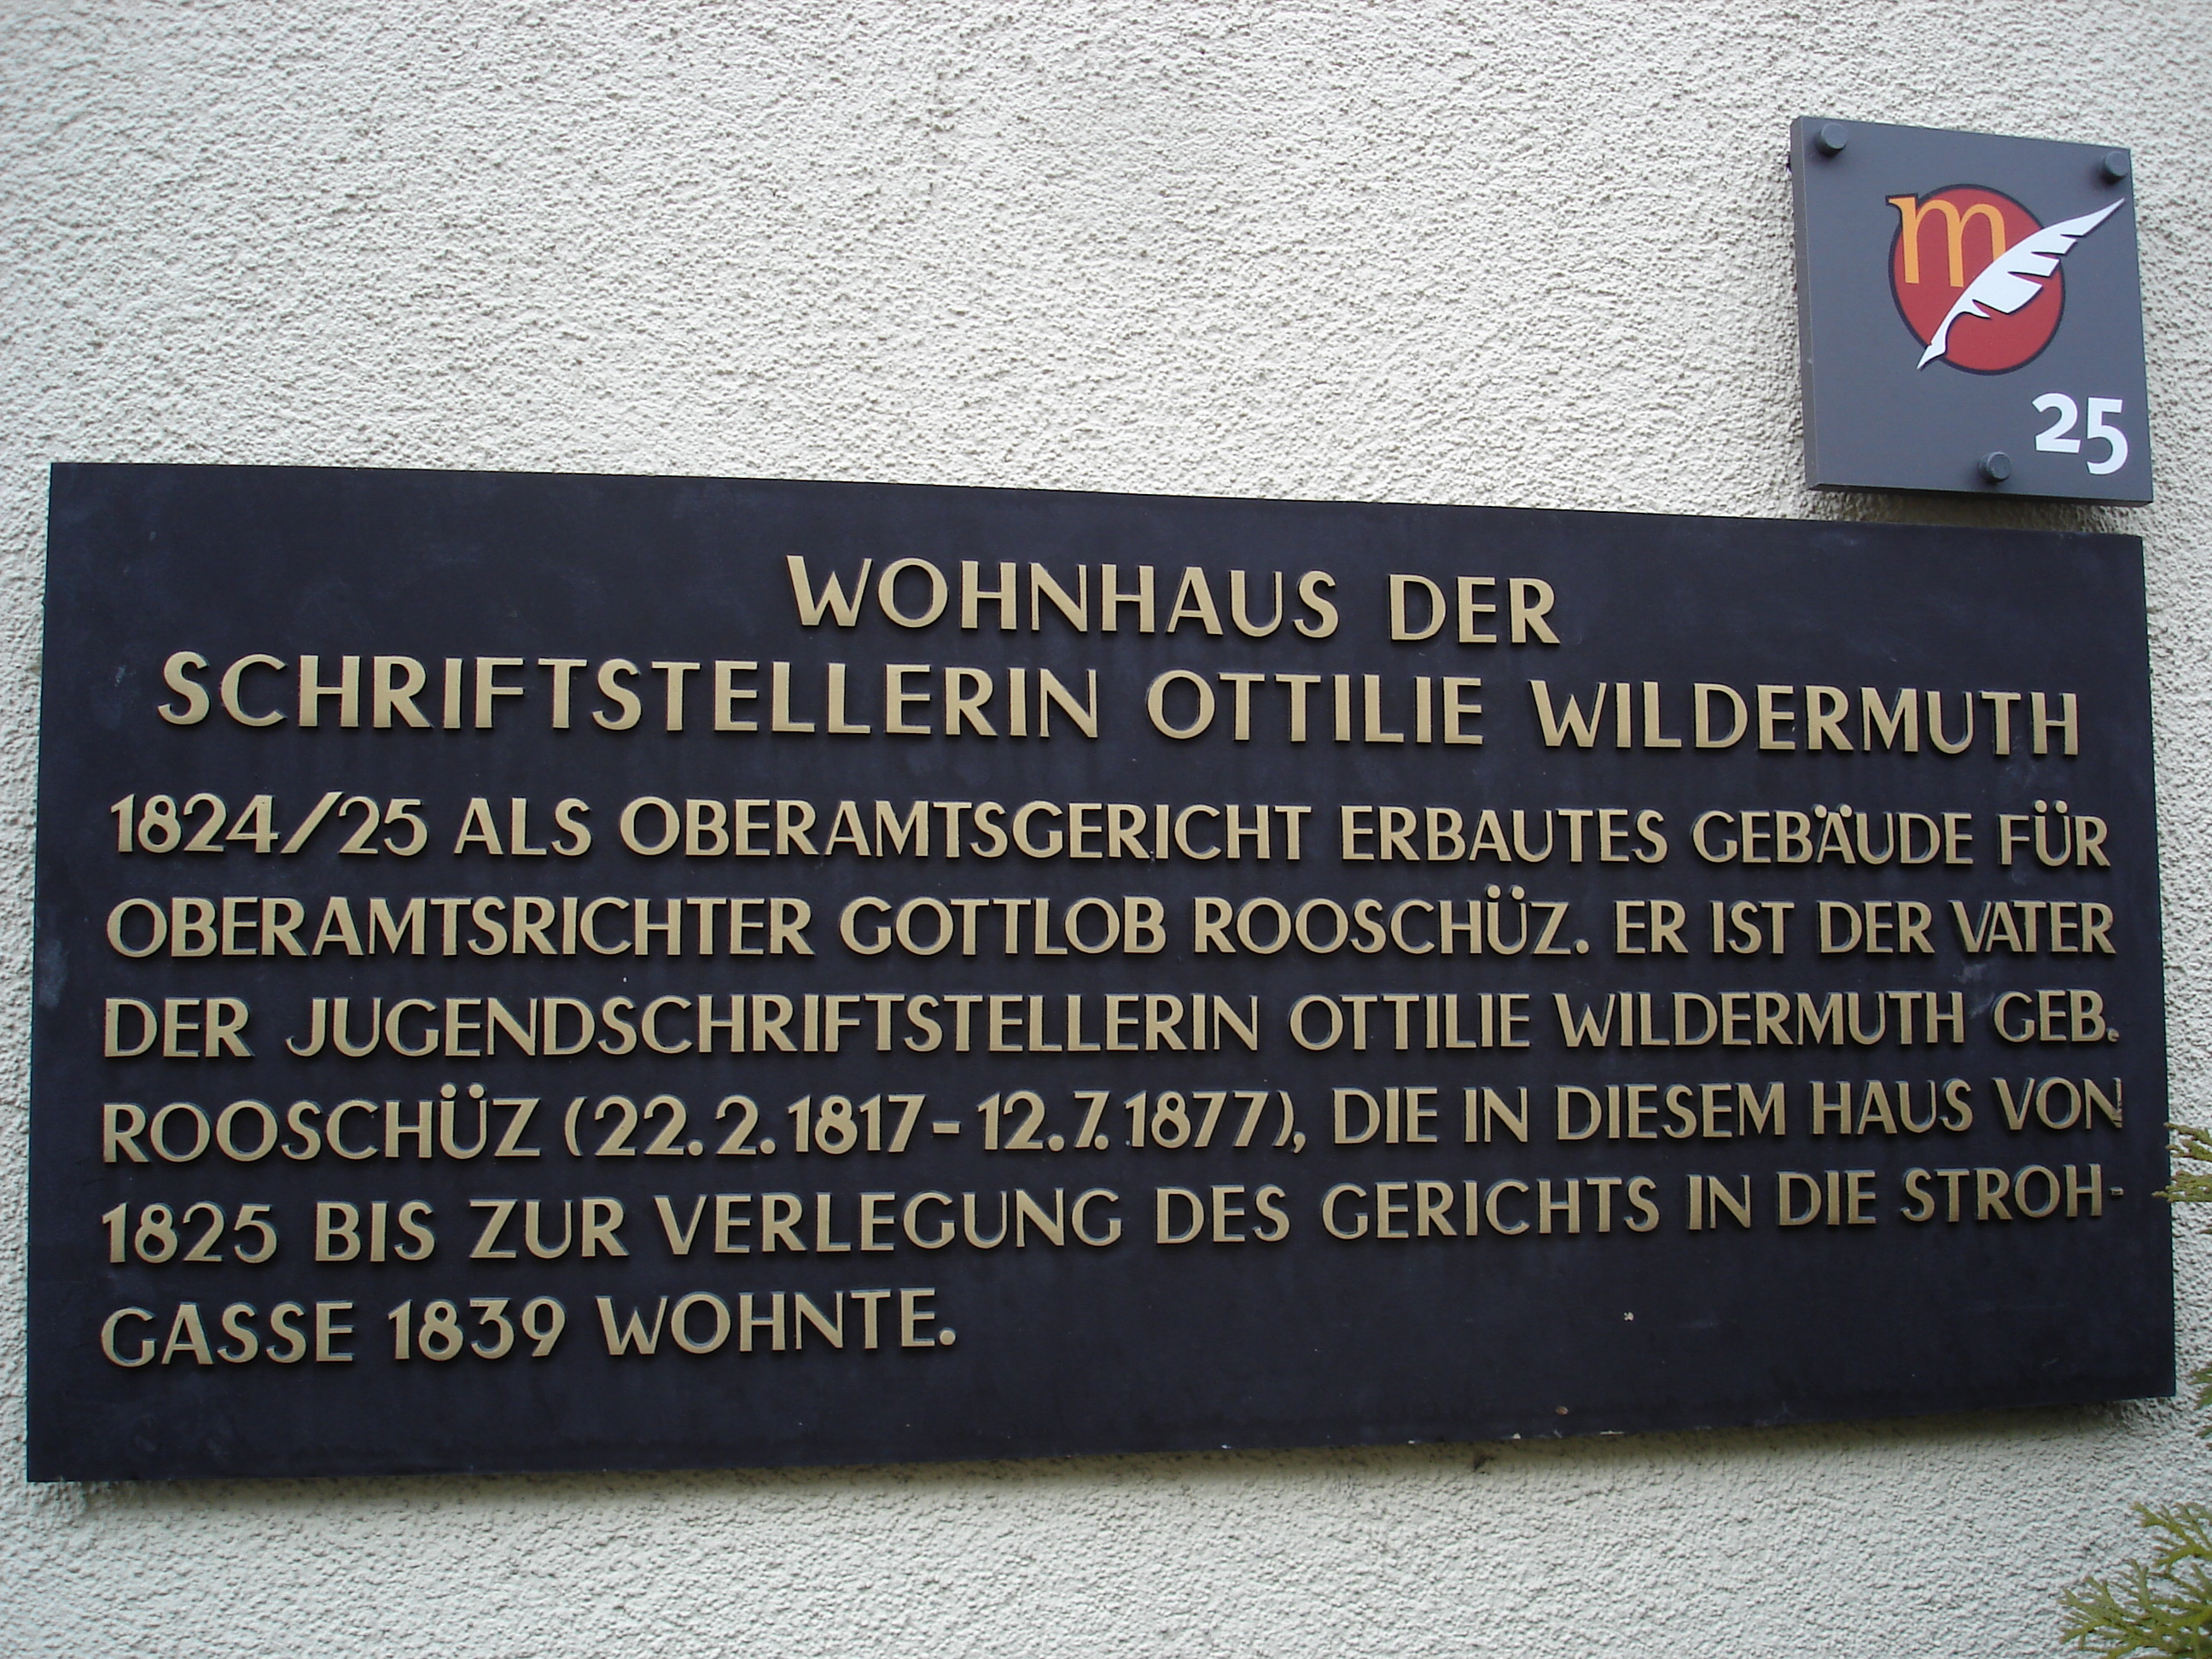 m
25
WOHNHAUS DER
SCHRIFTSTELLERIN OTTILIE WILDERMUTH
1824/25 ALS OBERAMTSGERICHT ERBAUTES GEBÄUDE FÜR
OBERAMTSRICHTER GOTTLOB ROOSCHÜZ. ER IST DER VATER
DER JUGENDSCHRIFTSTELLERIN OTTILIE WILDERMUTH GEB.
ROOSCHÜZ (22.2.1817-12.7.1877), DIE IN DIESEM HAUS VON
1825 BIS ZUR VERLEGUNG DES GERICHTS IN DIE STROH-
GASSE 1839 WOHNTE.